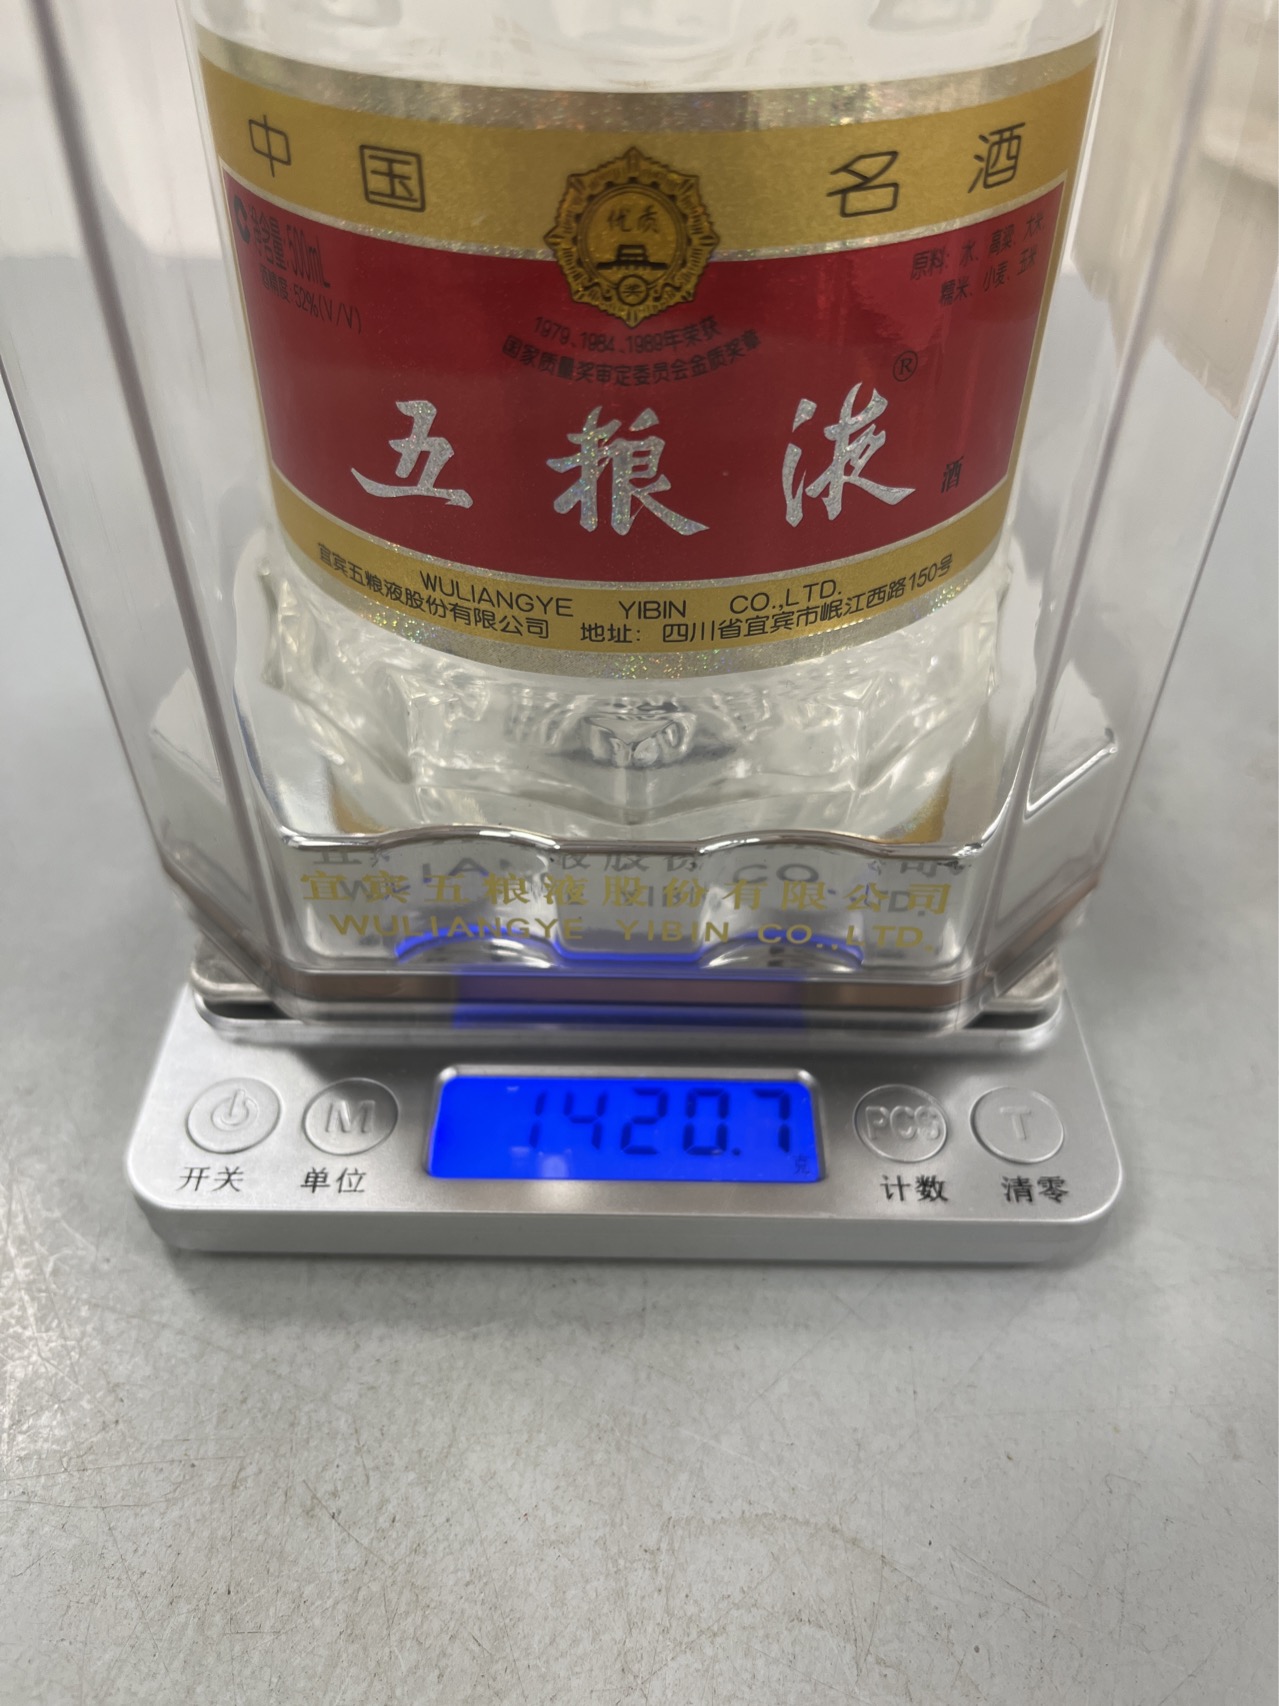 中国名酒
净含量:500mL
酒精度:52%(V/V)
优质
奖
原料: 水、高粱、大米、
糯米、小麦、玉米
1979、1984、1989年荣获
国家质量奖审定委员会金质奖章
五粮液®
酒
WULIANGYE YIBIN CO.,LTD.
宜宾五粮液股份有限公司 地址: 四川省宜宾市岷江西路150号
宜宾五粮液股份有限公司
WULIANGYE YIBIN CO.,LTD.
M
1420.7
克
PCS
T
开关
单位
计数
清零